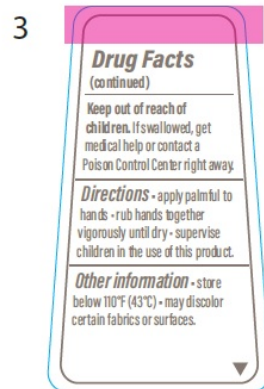 3
Drug Facts
(continued)
Keep out of reach of
children. If swallowed, get
medical help or contact a
Poison Control Center right away.
Directions • apply palmful to
hands • rub hands together
vigorously until dry • supervise
children in the use of this product.
Other information • store
below 110°F (43°C) • may discolor
certain fabrics or surfaces.